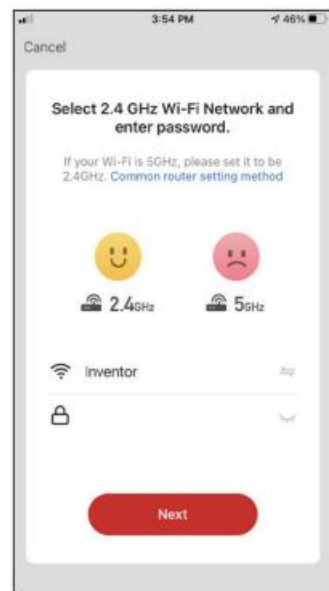 3:54 PM
46%
Cancel
Select 2.4 GHz Wi-Fi Network and
enter password.
If your Wi-Fi is 5GHz, please set it to be
2.4GHz. Common router setting method
2.4GHz
5GHz
Inventor
Next